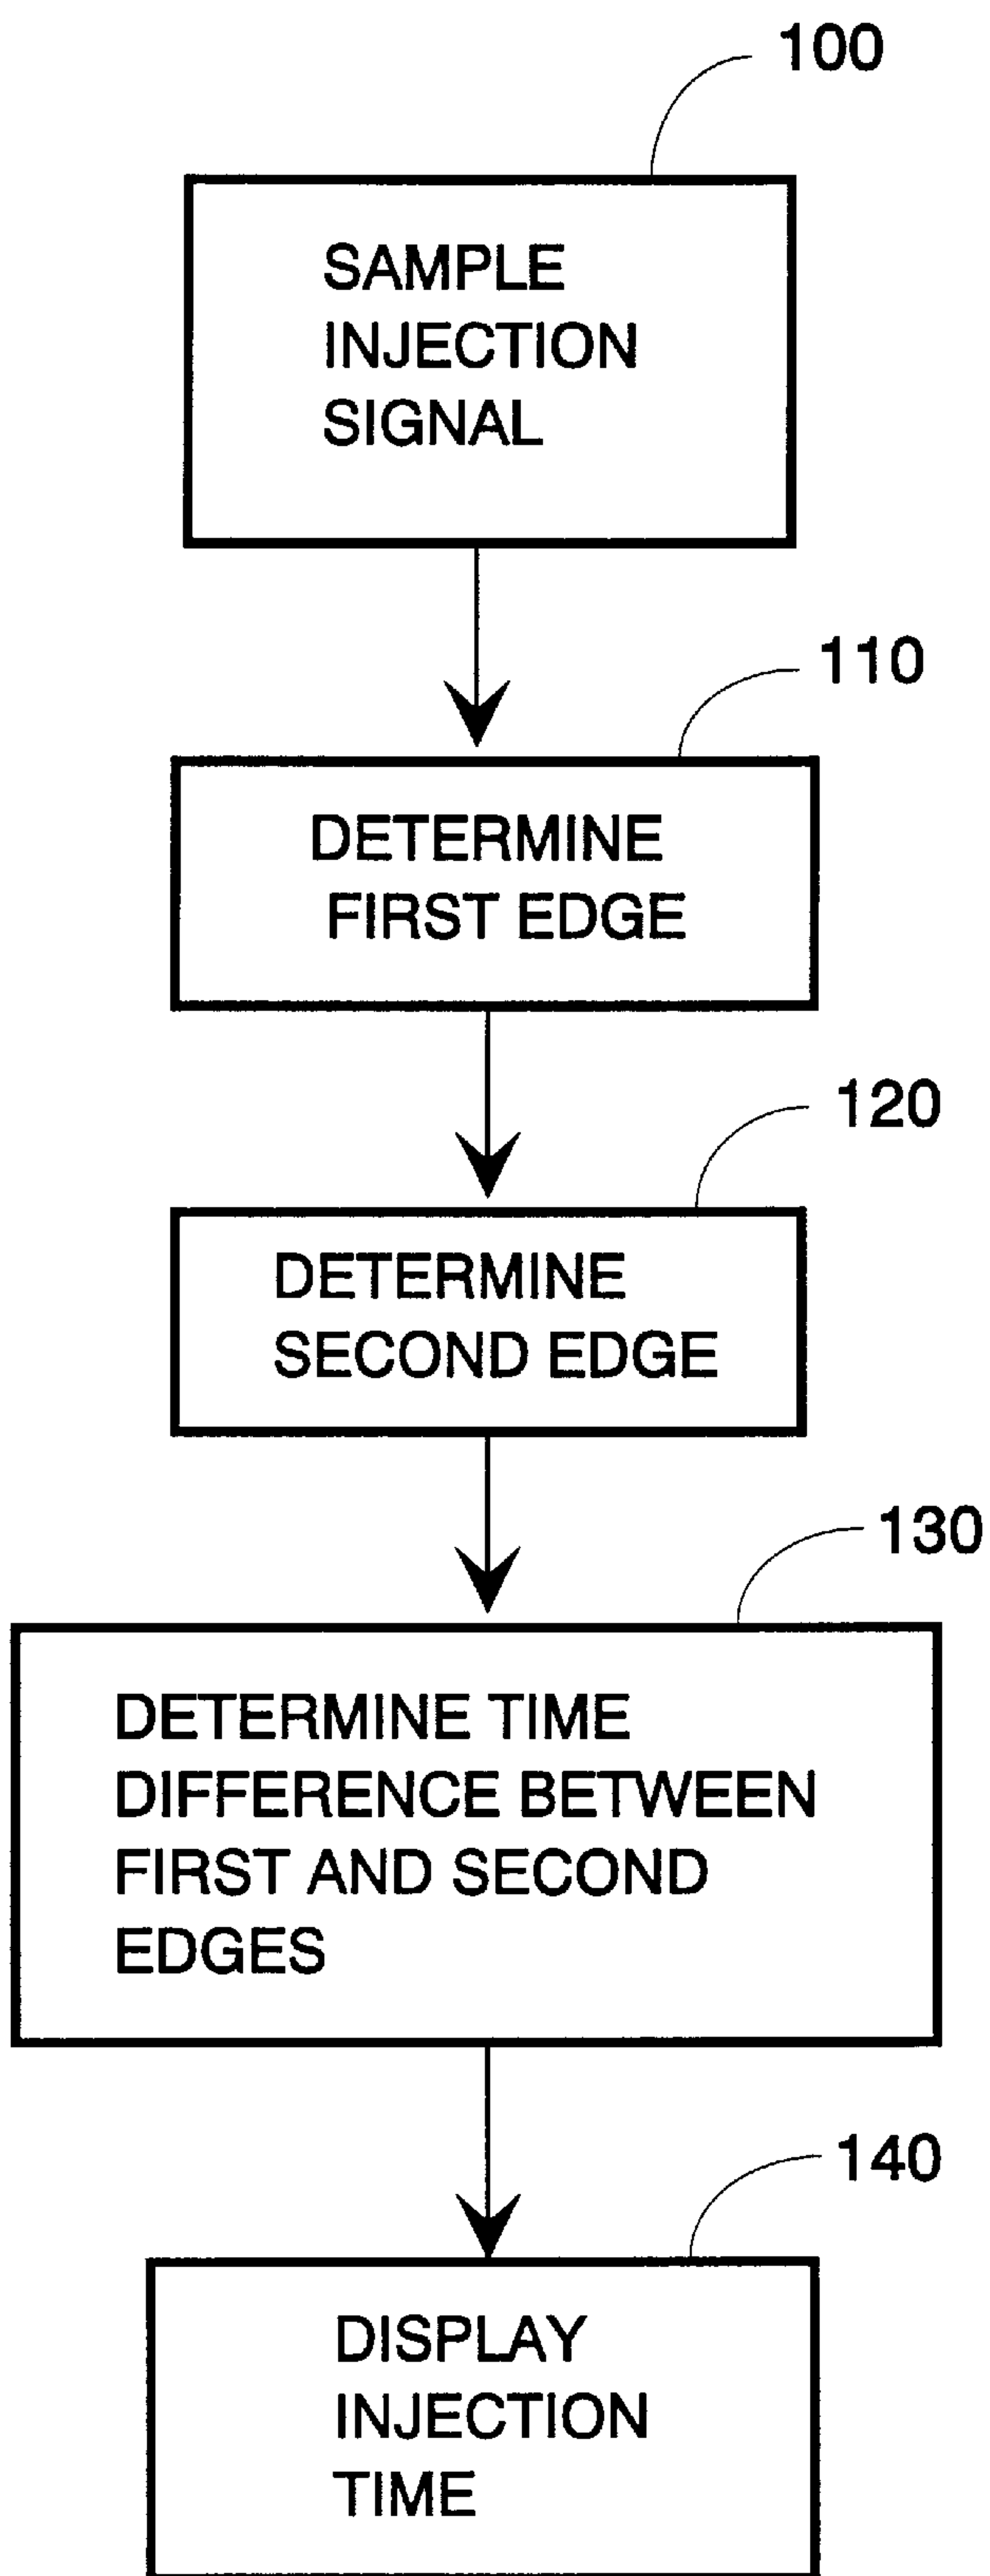 100
SAMPLE
INJECTION
SIGNAL
110
DETERMINE
FIRST EDGE
120
DETERMINE
SECOND EDGE
130
DETERMINE TIME
DIFFERENCE BETWEEN
FIRST AND SECOND
EDGES
140
DISPLAY
INJECTION
TIME